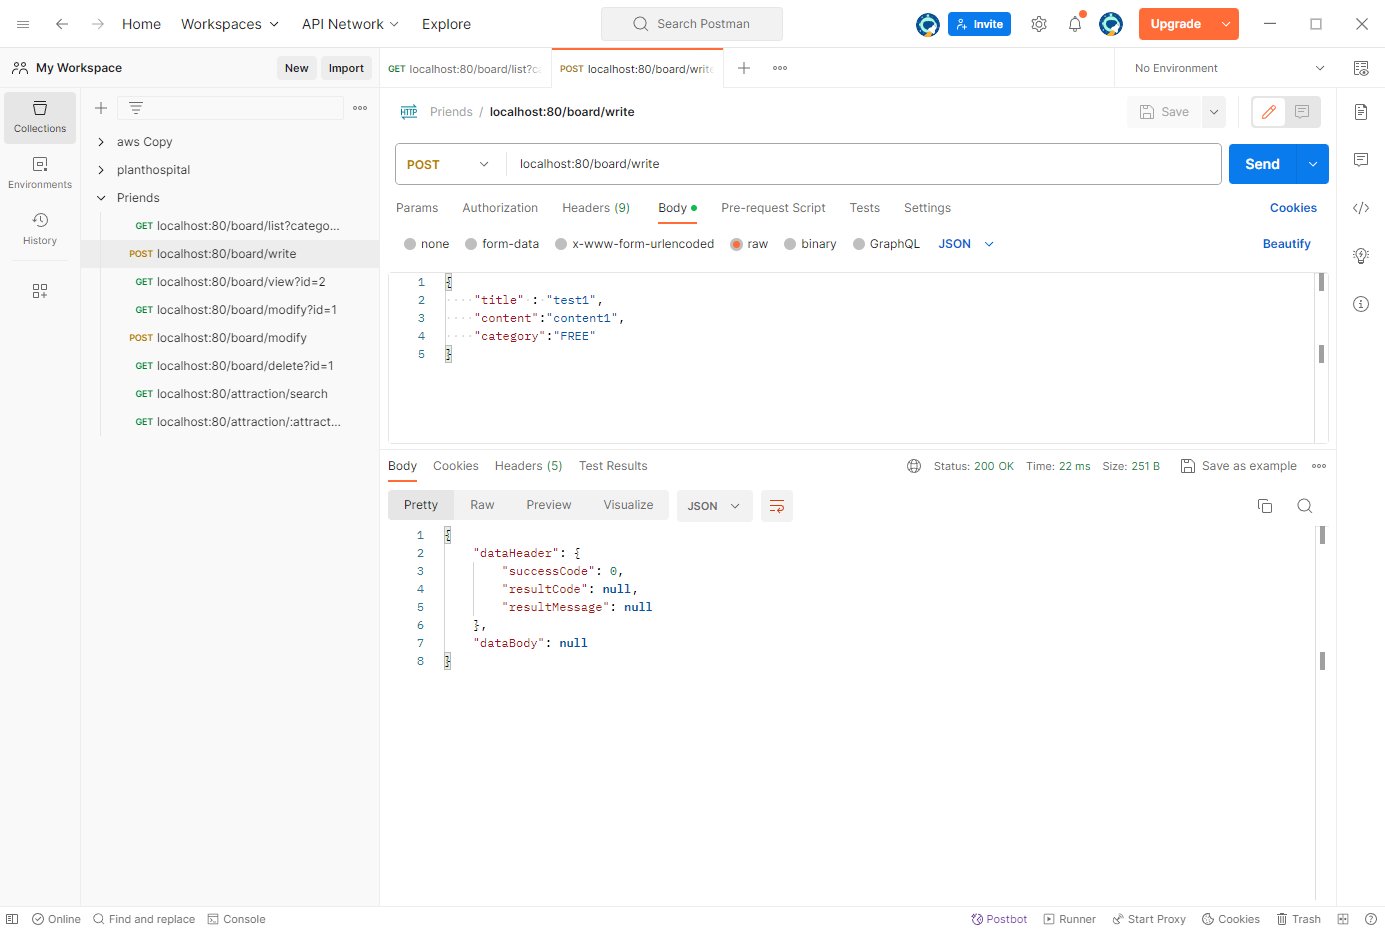 Home Workspaces API Network Explore Search Postman Invite Upgrade
My Workspace New Import
GET localhost:80/board/list?c POST localhost:80/board/write No Environment
Collections
Environments
History
aws Copy
planthospital
Priends
GET localhost:80/board/list?catego...
POST localhost:80/board/write
GET localhost:80/board/view?id=2
GET localhost:80/board/modify?id=1
POST localhost:80/board/modify
GET localhost:80/board/delete?id=1
GET localhost:80/attraction/search
GET localhost:80/attraction/:attract...
HTTP Priends / localhost:80/board/write Save
POST localhost:80/board/write Send
Params Authorization Headers (9) Body Pre-request Script Tests Settings Cookies
none form-data x-www-form-urlencoded raw binary GraphQL JSON Beautify
1 {
2 "title" : "test1",
3 "content":"content1",
4 "category":"FREE"
5 }
Body Cookies Headers (5) Test Results Status: 200 OK Time: 22 ms Size: 251 B Save as example
Pretty Raw Preview Visualize JSON
1 {
2 "dataHeader": {
3 "successCode": 0,
4 "resultCode": null,
5 "resultMessage": null
6 },
7 "dataBody": null
8 }
Online Find and replace Console Postbot Runner Start Proxy Cookies Trash